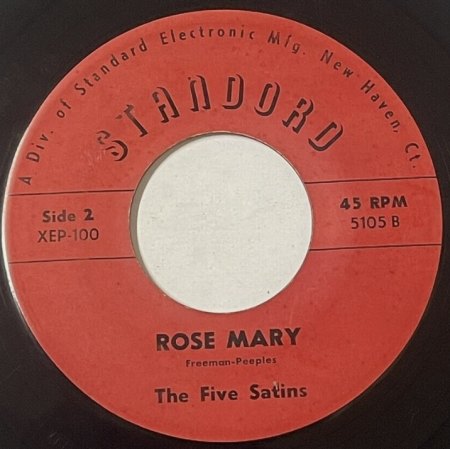 A Div. of Standard Electronic Mfg. New Haven, Ct.
STANDORD
Side 2
XEP-100
45 RPM
5105 B
ROSE MARY
Freeman-Peeples
The Five Satins